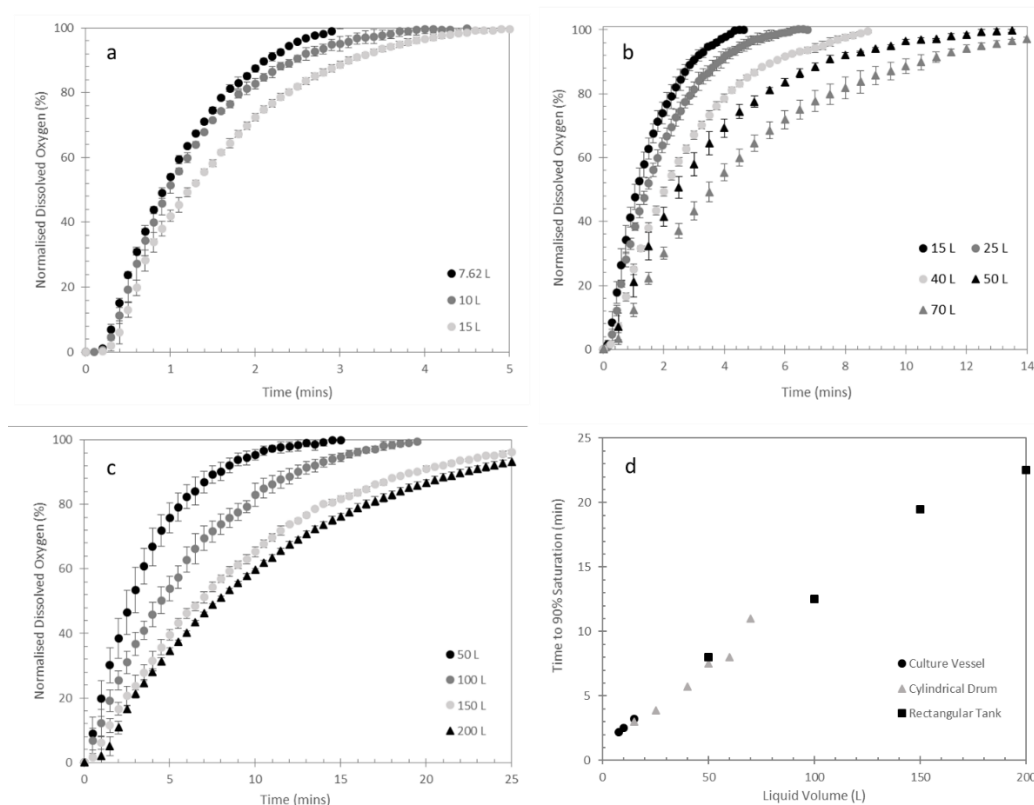 a
100
80
60
40
20
0
Normalised Dissolved Oxygen (%)
7.62 L
10 L
15 L
0 1 2 3 4 5
Time (mins)
b
100
80
60
40
20
0
Normalised Dissolved Oxygen (%)
15 L 25 L
40 L 50 L
70 L
0 2 4 6 8 10 12 14
Time (mins)
c
100
80
60
40
20
0
Normalised Dissolved Oxygen (%)
50 L
100 L
150 L
200 L
0 5 10 15 20 25
Time (mins)
d
25
20
15
10
5
0
Time to 90% Saturation (min)
Culture Vessel
Cylindrical Drum
Rectangular Tank
0 50 100 150 200
Liquid Volume (L)